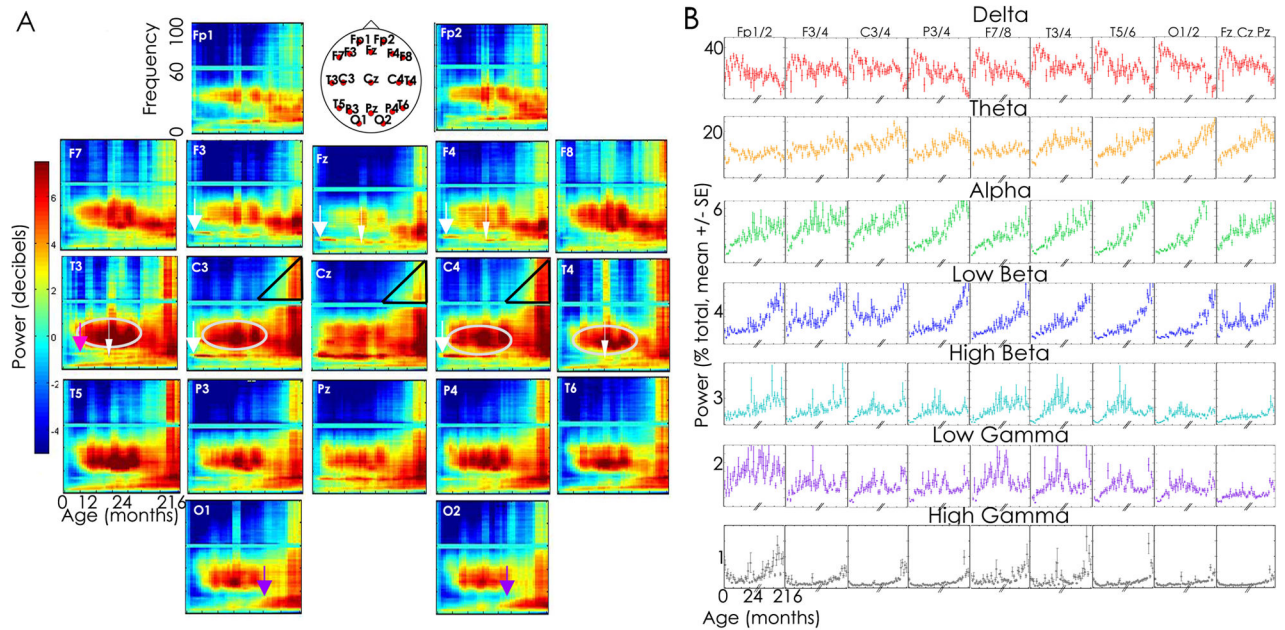 A
Frequency
100
60
0
Fp1
Fp1 Fp2
F7 F3 Fz F4 F8
T3 C3 Cz C4 T4
T5 P3 Pz P4 T6
O1 O2
Fp2
Power (decibels)
6
4
2
0
-2
-4
F7
F3
Fz
F4
F8
T3
C3
Cz
C4
T4
T5
P3
Pz
P4
T6
0 12 24 216
Age (months)
O1
O2
B
Delta
Fp1/2 F3/4 C3/4 P3/4 F7/8 T3/4 T5/6 O1/2 Fz Cz Pz
40
Theta
20
Alpha
6
Low Beta
4
High Beta
3
Low Gamma
2
High Gamma
1
Power (% total, mean +/- SE)
0 24 216
Age (months)